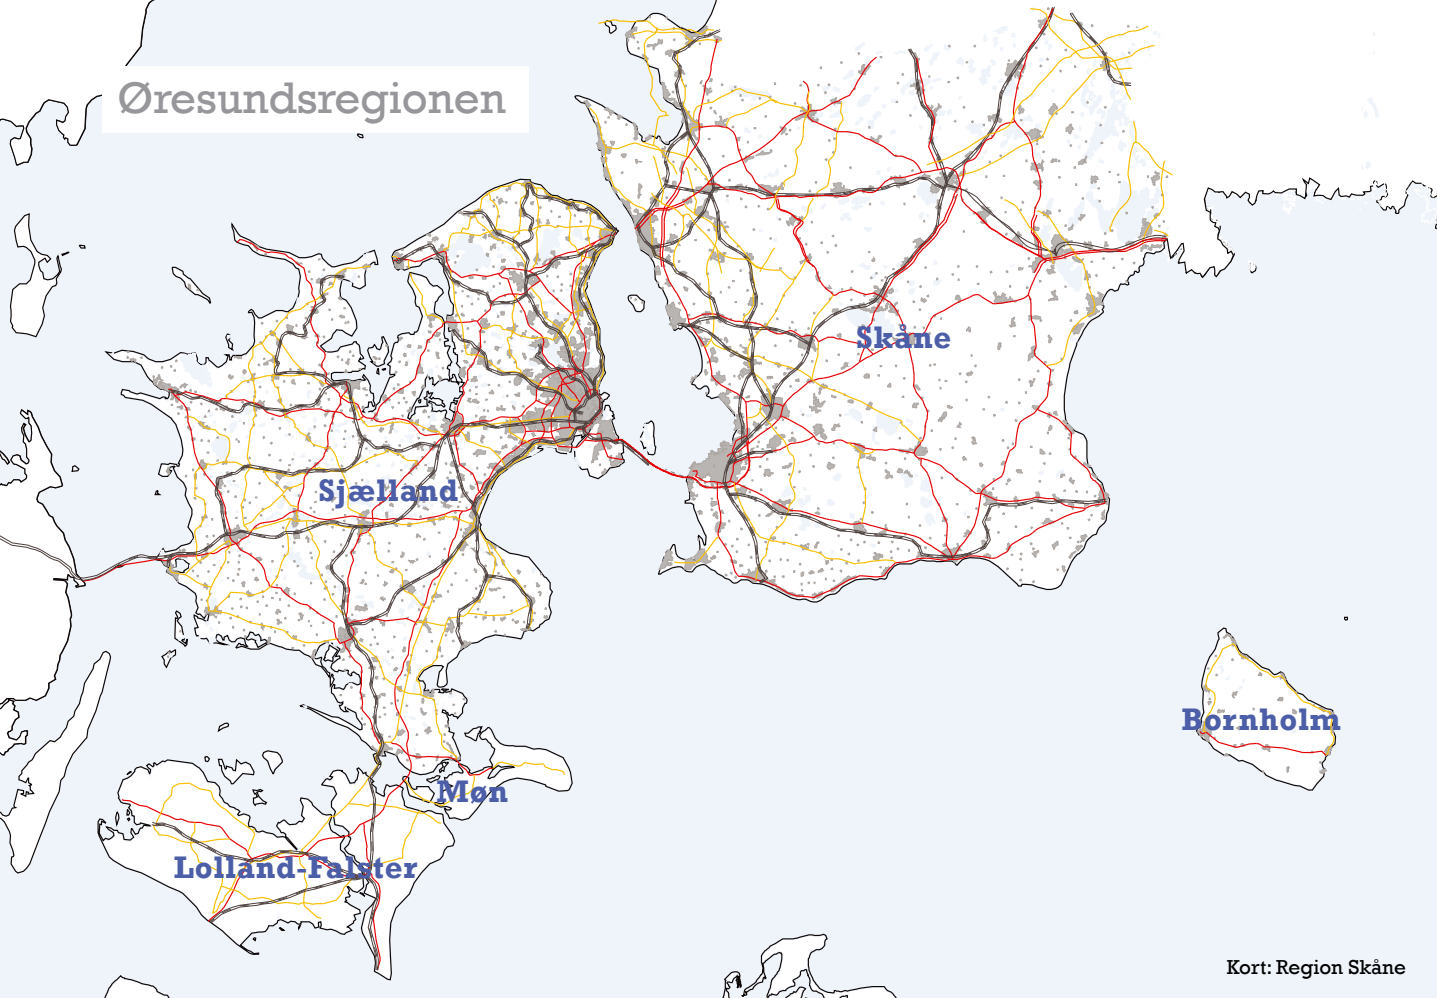 Øresundsregionen
Skåne
Sjælland
Bornholm
Møn
Lolland-Falster
Kort: Region Skåne